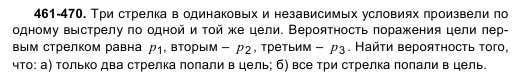 461-470. Три стрелка в одинаковых и независимых условиях произвели по
одному выстрелу по одной и той же цели. Вероятность поражения цели пер-
вым стрелком равна p₁, вторым – p₂, третьим – p₃. Найти вероятность того,
что: а) только два стрелка попали в цель; б) все три стрелка попали в цель.